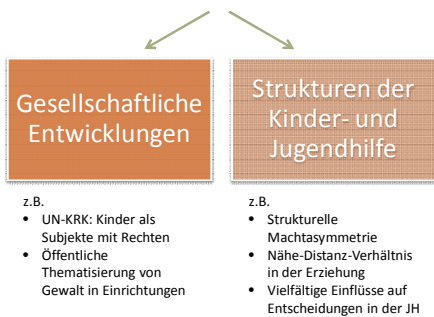 Gesellschaftliche
Entwicklungen
z.B.
• UN-KRK: Kinder als
Subjekte mit Rechten
• Öffentliche
Thematisierung von
Gewalt in Einrichtungen
Strukturen der
Kinder- und
Jugendhilfe
z.B.
• Strukturelle
Machtasymmetrie
• Nähe-Distanz-Verhältnis
in der Erziehung
• Vielfältige Einflüsse auf
Entscheidungen in der JH